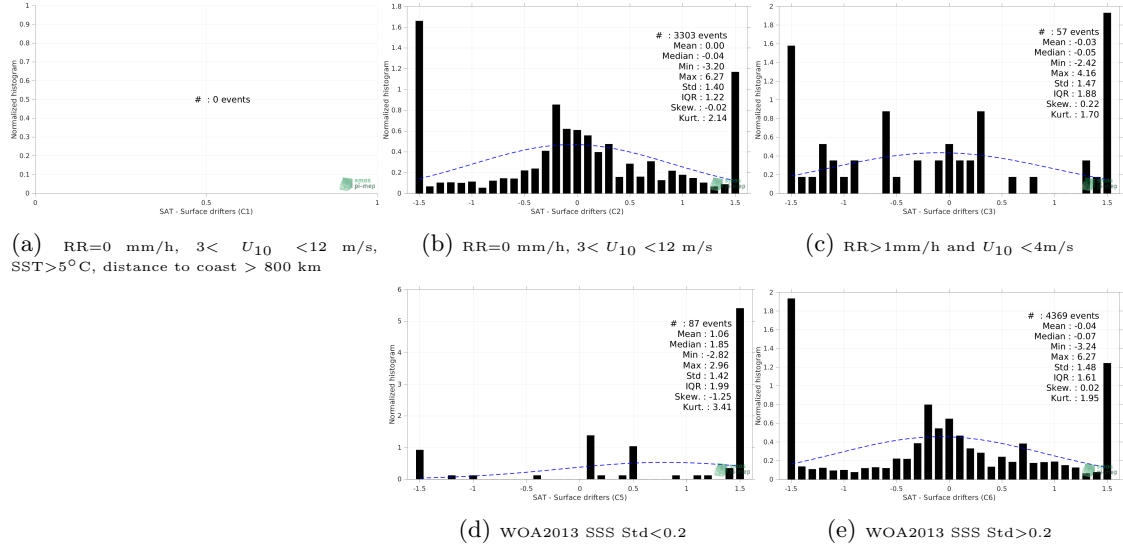 1
0.9
0.8
0.7
0.6
0.5
0.4
0.3
0.2
0.1
0
Normalized histogram
# : 0 events
smos
pi-mep
0 0.5 1
SAT - Surface drifters (C1)
(a) RR=0 mm/h, 3< U10 <12 m/s,
SST>5°C, distance to coast > 800 km
1.8
1.6
1.4
1.2
1
0.8
0.6
0.4
0.2
0
Normalized histogram
# : 3303 events
Mean : 0.00
Median : -0.04
Min : -3.20
Max : 6.27
Std : 1.40
IQR : 1.22
Skew. : -0.02
Kurt. : 2.14
smos
pi-mep
-1.5 -1 -0.5 0 0.5 1 1.5
SAT - Surface drifters (C2)
(b) RR=0 mm/h, 3< U10 <12 m/s
2
1.8
1.6
1.4
1.2
1
0.8
0.6
0.4
0.2
0
Normalized histogram
# : 57 events
Mean : -0.03
Median : -0.05
Min : -2.42
Max : 4.16
Std : 1.47
IQR : 1.88
Skew. : 0.22
Kurt. : 1.70
smos
pi-mep
-1.5 -1 -0.5 0 0.5 1 1.5
SAT - Surface drifters (C3)
(c) RR>1mm/h and U10 <4m/s
6
5
4
3
2
1
0
Normalized histogram
# : 87 events
Mean : 1.06
Median : 1.85
Min : -2.82
Max : 2.96
Std : 1.42
IQR : 1.99
Skew. : -1.25
Kurt. : 3.41
smos
pi-mep
-1.5 -1 -0.5 0 0.5 1 1.5
SAT - Surface drifters (C5)
(d) WOA2013 SSS Std<0.2
2
1.8
1.6
1.4
1.2
1
0.8
0.6
0.4
0.2
0
Normalized histogram
# : 4369 events
Mean : -0.04
Median : -0.07
Min : -3.24
Max : 6.27
Std : 1.48
IQR : 1.61
Skew. : 0.02
Kurt. : 1.95
smos
pi-mep
-1.5 -1 -0.5 0 0.5 1 1.5
SAT - Surface drifters (C6)
(e) WOA2013 SSS Std>0.2